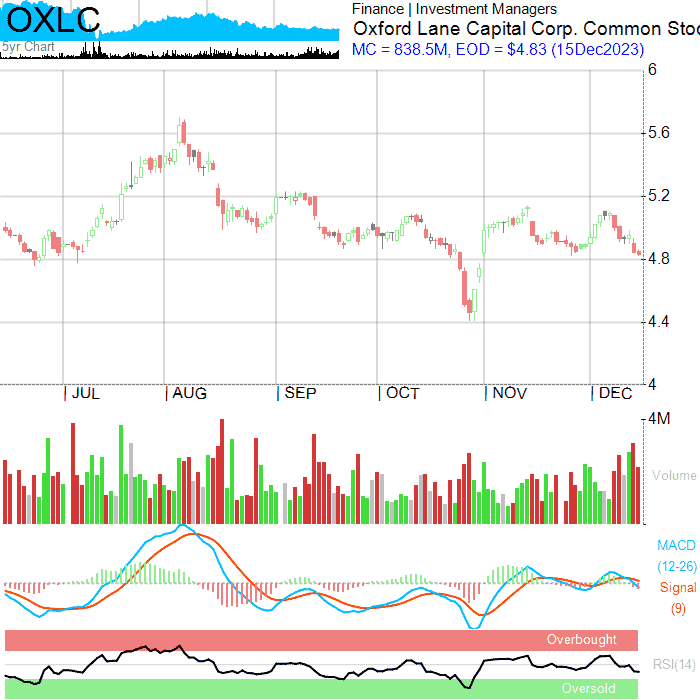 OXLC
5yr Chart
Finance | Investment Managers
Oxford Lane Capital Corp. Common Stoc
MC = 838.5M, EOD = $4.83 (15Dec2023)
6
5.6
5.2
4.8
4.4
4
JUL AUG SEP OCT NOV DEC
4M
Volume
MACD
(12-26)
Signal
(9)
Overbought
RSI(14)
Oversold